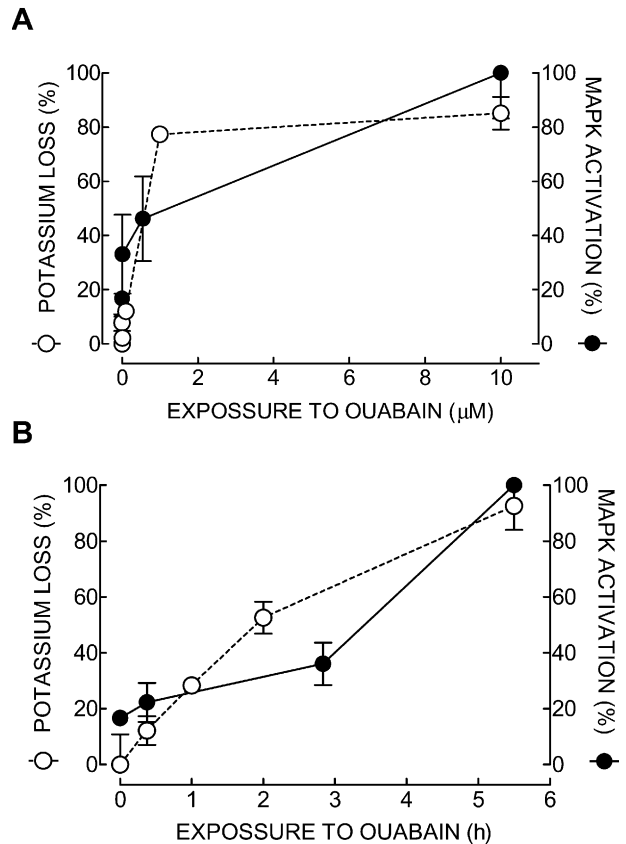 A
POTASSIUM LOSS (%)
100
80
60
40
20
0
100
80
60
40
20
0
MAPK ACTIVATION (%)
0 2 4 6 8 10
EXPOSSURE TO OUABAIN (μM)
B
POTASSIUM LOSS (%)
100
80
60
40
20
0
100
80
60
40
20
0
MAPK ACTIVATION (%)
0 1 2 3 4 5 6
EXPOSSURE TO OUABAIN (h)